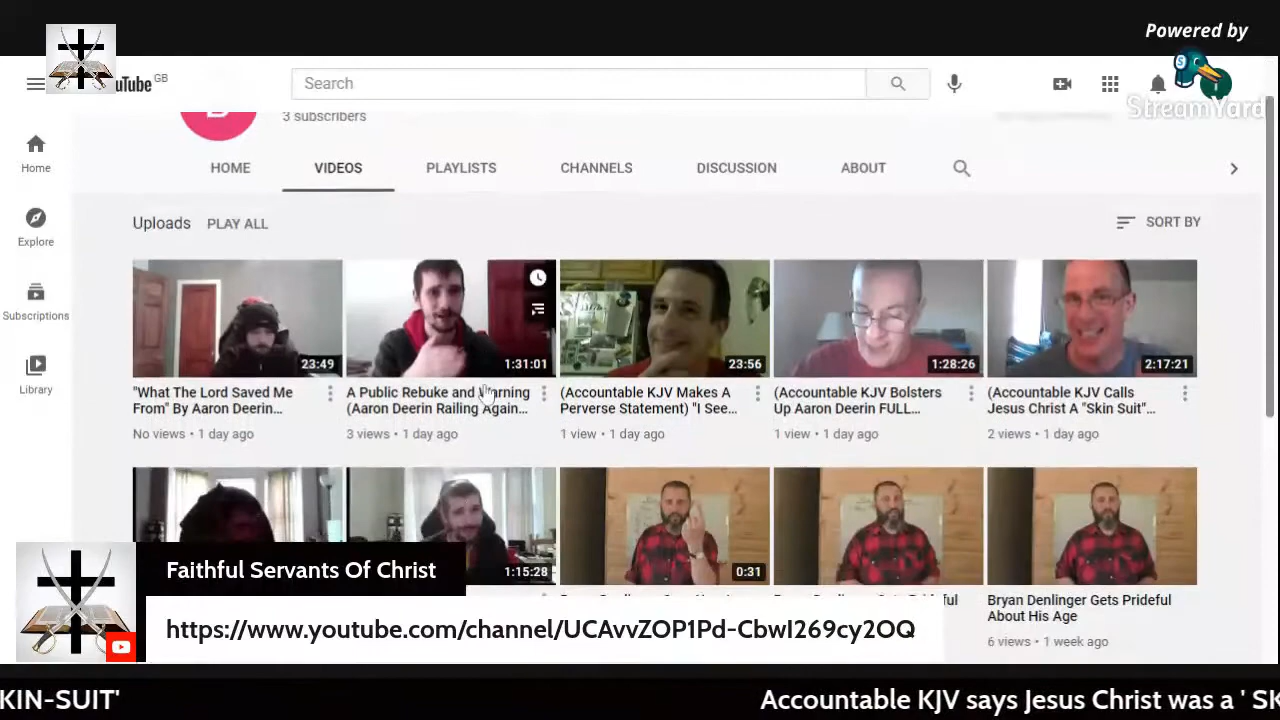 Powered by
StreamYard
GB
Search
3 subscribers
HOME
VIDEOS
PLAYLISTS
CHANNELS
DISCUSSION
ABOUT
Home
Explore
Subscriptions
Library
Uploads
PLAY ALL
SORT BY
23:49
1:31:01
23:56
1:28:26
2:17:21
"What The Lord Saved Me
From" By Aaron Deerin...
No views • 1 day ago
A Public Rebuke and Warning
(Aaron Deerin Railing Again...
3 views • 1 day ago
(Accountable KJV Makes A
Perverse Statement) "I See...
1 view • 1 day ago
(Accountable KJV Bolsters
Up Aaron Deerin FULL...
1 view • 1 day ago
(Accountable KJV Calls
Jesus Christ A "Skin Suit"...
2 views • 1 day ago
1:15:28
0:31
Bryan Denlinger Gets Prideful
About His Age
6 views • 1 week ago
Faithful Servants Of Christ
https://www.youtube.com/channel/UCAvvZOP1Pd-CbwI269cy2OQ
KIN-SUIT' Accountable KJV says Jesus Christ was a ' SK